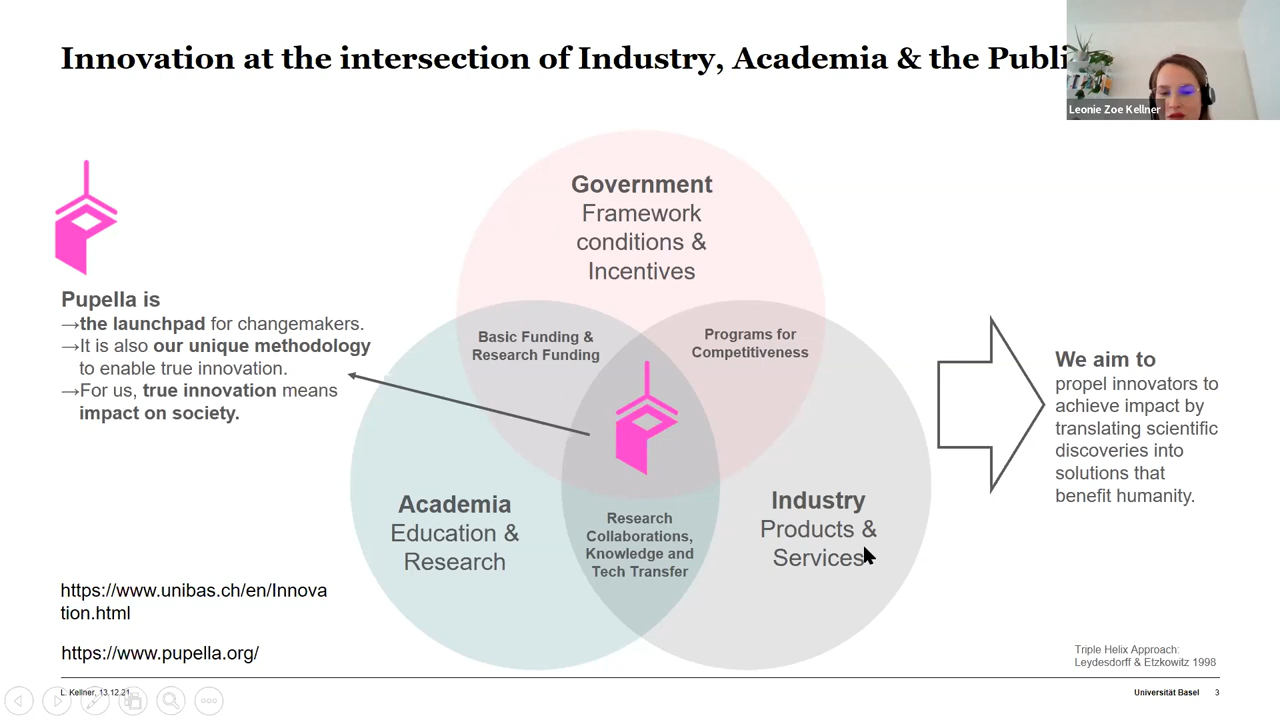 Innovation at the intersection of Industry, Academia & the Publi
Leonie Zoe Kellner
Government
Framework
conditions &
Incentives
Pupella is
→the launchpad for changemakers.
→It is also our unique methodology
to enable true innovation.
→For us, true innovation means
impact on society.
Basic Funding &
Research Funding
Programs for
Competitiveness
We aim to
propel innovators to
achieve impact by
translating scientific
discoveries into
solutions that
benefit humanity.
Academia
Education &
Research
Research
Collaborations,
Knowledge and
Tech Transfer
Industry
Products &
Services
https://www.unibas.ch/en/Innova
tion.html
https://www.pupella.org/
Triple Helix Approach:
Leydesdorff & Etzkowitz 1998
L. Kellner, 13.12.21
Universität Basel 3